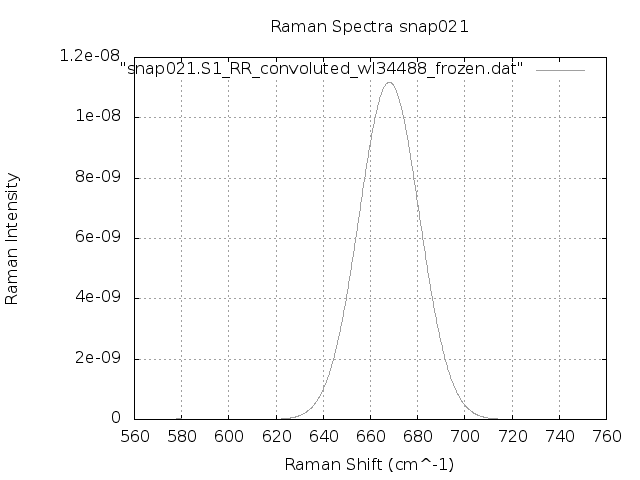 Raman Spectra snap021
"snap021.S1_RR_convoluted_wl34488_frozen.dat"
Raman Intensity
1.2e-08
1e-08
8e-09
6e-09
4e-09
2e-09
0
560 580 600 620 640 660 680 700 720 740 760
Raman Shift (cm^-1)